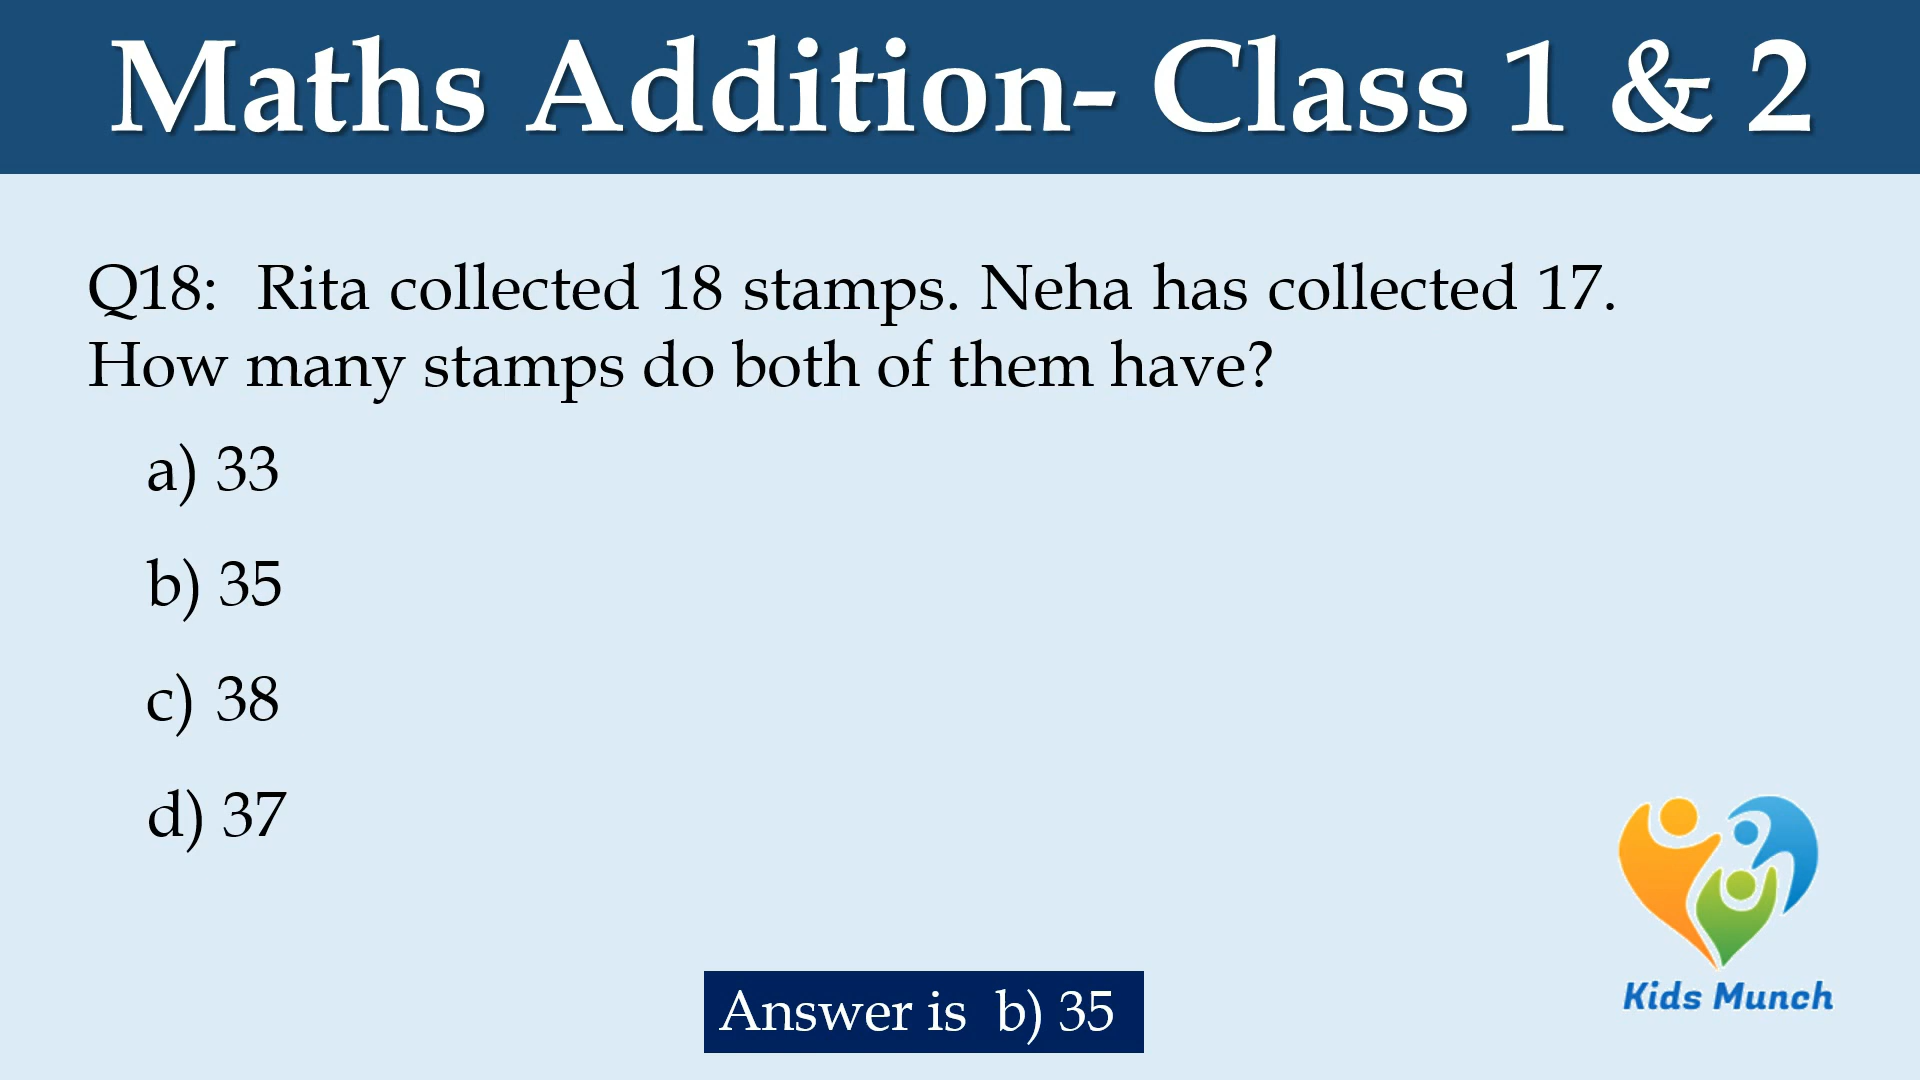 Maths Addition- Class 1 & 2
Q18: Rita collected 18 stamps. Neha has collected 17.
How many stamps do both of them have?
a) 33
b) 35
c) 38
d) 37
Kids Munch
Answer is b) 35